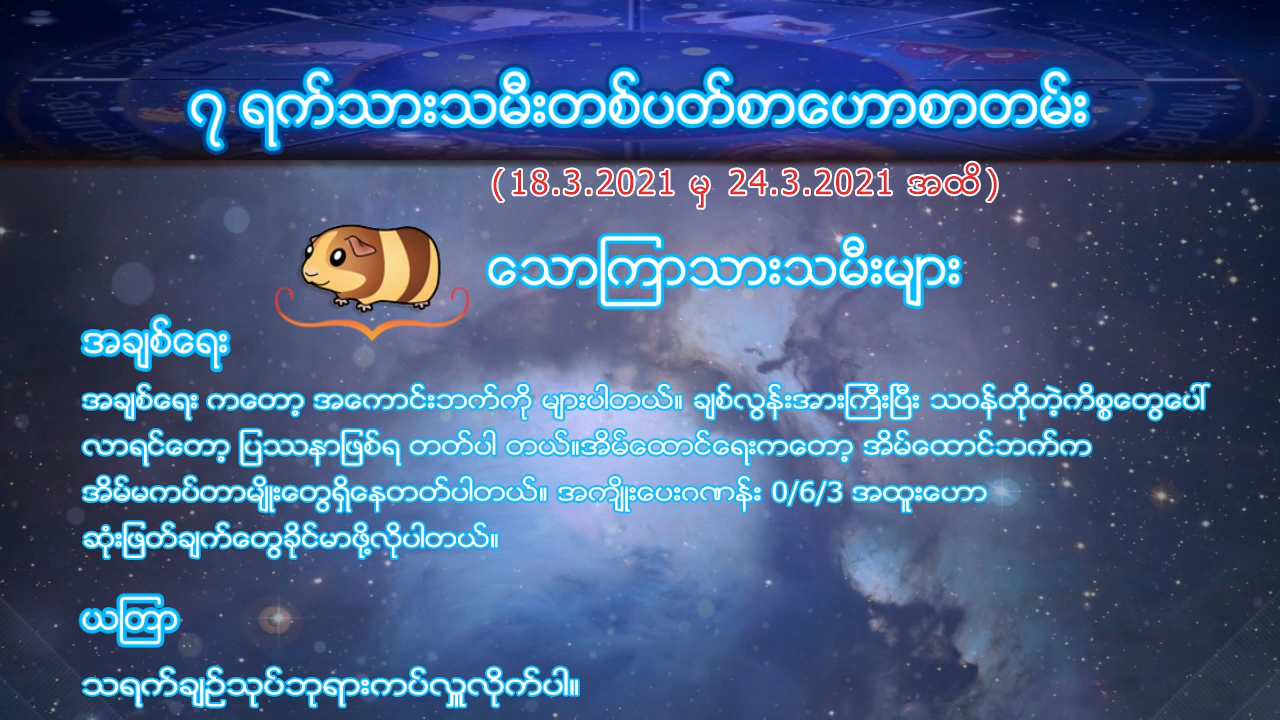 ၇ ရက်သားသမီးတစ်ပတ်စာဟောစာတမ်း
(18.3.2021 မှ 24.3.2021 အထိ)
သောကြာသားသမီးများ
အချစ်ရေး
အချစ်ရေး ကတော့ အကောင်းဘက်ကို များပါတယ်။ ချစ်လွန်းအားကြီးပြီး သဝန်တိုတဲ့ကိစ္စတွေပေါ်
လာရင်တော့ ပြဿနာဖြစ်ရ တတ်ပါ တယ်။အိမ်ထောင်ရေးကတော့ အိမ်ထောင်ဘက်က
အိမ်မကပ်တာမျိုးတွေရှိနေတတ်ပါတယ်။ အကျိုးပေးဂဏန်း 0/6/3 အထူးဟော
ဆုံးဖြတ်ချက်တွေခိုင်မာဖို့လိုပါတယ်။
ယတြာ
သရက်ချဉ်သုပ်ဘုရားကပ်လှူလိုက်ပါ။